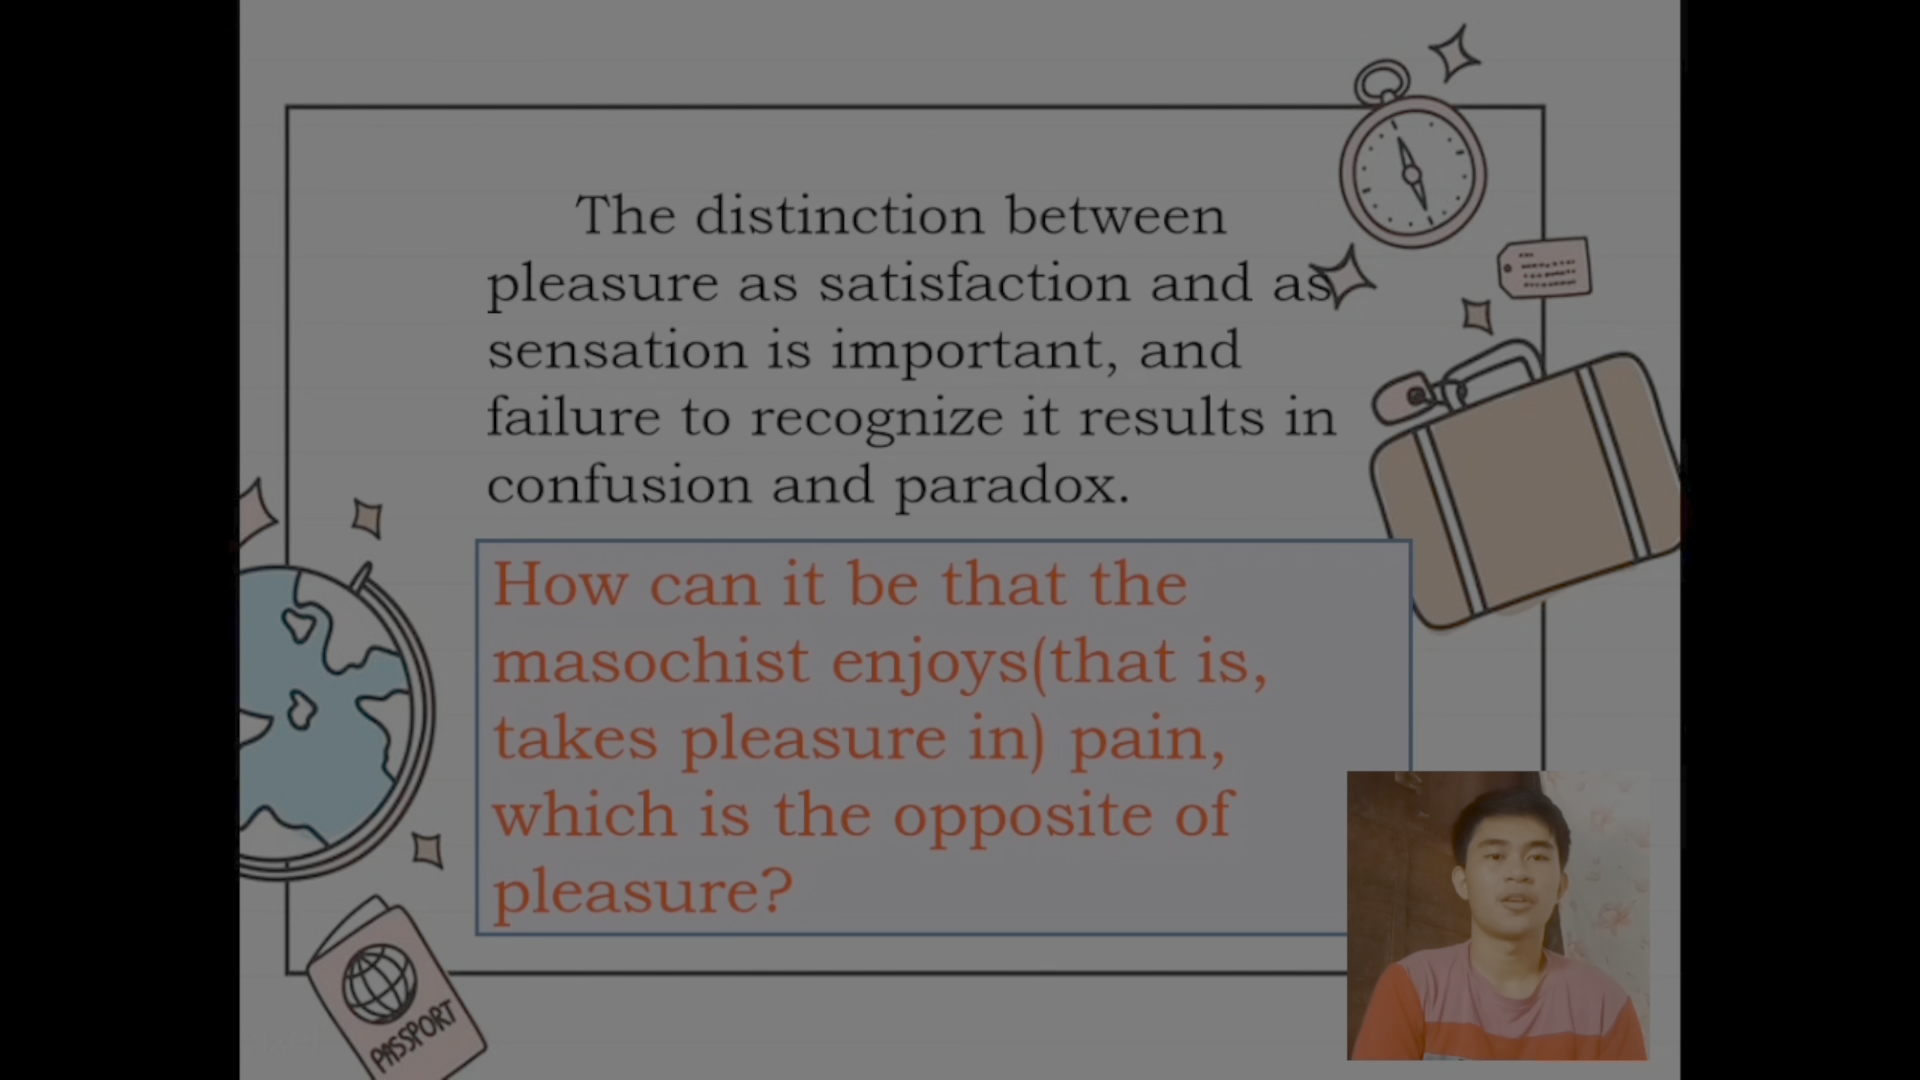 The distinction between
pleasure as satisfaction and as
sensation is important, and
failure to recognize it results in
confusion and paradox.
How can it be that the
masochist enjoys(that is,
takes pleasure in) pain,
which is the opposite of
pleasure?
PASSPORT